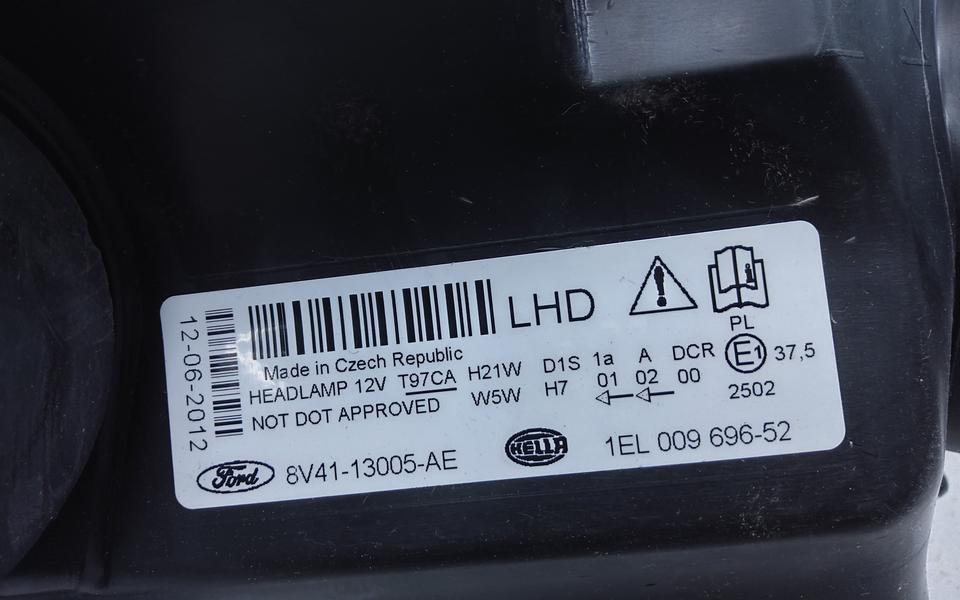 12-06-2012
LHD
Made in Czech Republic
HEADLAMP 12V T97CA H21W D1S 1a A DCR E1 37,5
NOT DOT APPROVED W5W H7 01 02 00
PL
2502
Ford 8V41-13005-AE HELLA 1EL 009 696-52